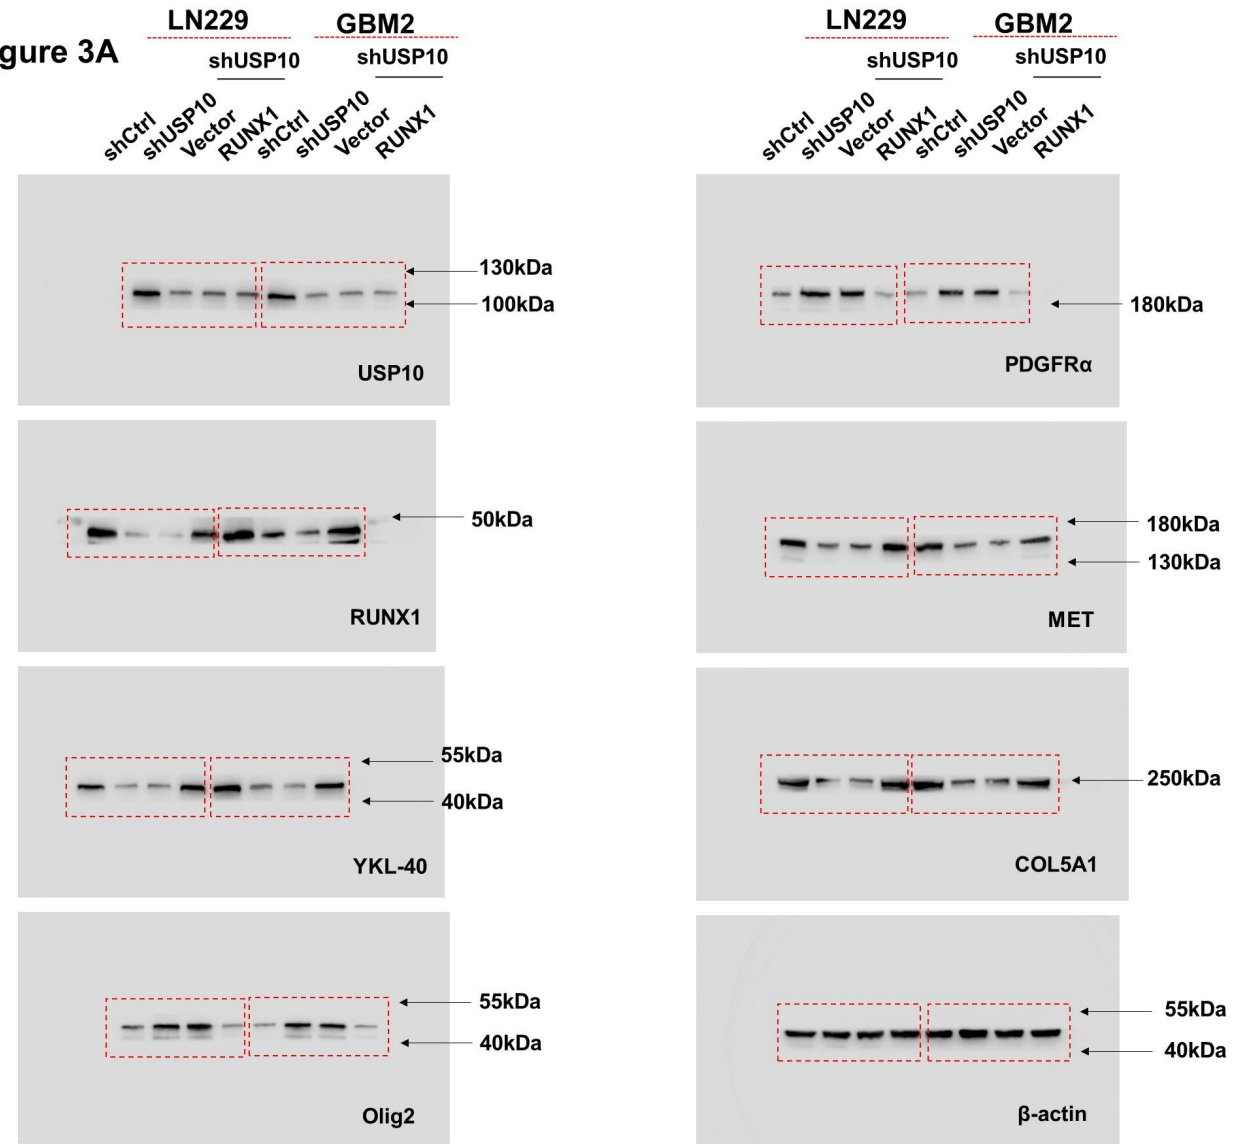 gure 3A
LN229 GBM2
shUSP10 shUSP10
shCtrl shUSP10 Vector RUNX1 shCtrl shUSP10 Vector RUNX1
130kDa
100kDa
USP10
50kDa
RUNX1
55kDa
40kDa
YKL-40
55kDa
40kDa
Olig2
LN229 GBM2
shUSP10 shUSP10
shCtrl shUSP10 Vector RUNX1 shCtrl shUSP10 Vector RUNX1
180kDa
PDGFRα
180kDa
130kDa
MET
250kDa
COL5A1
55kDa
40kDa
β-actin